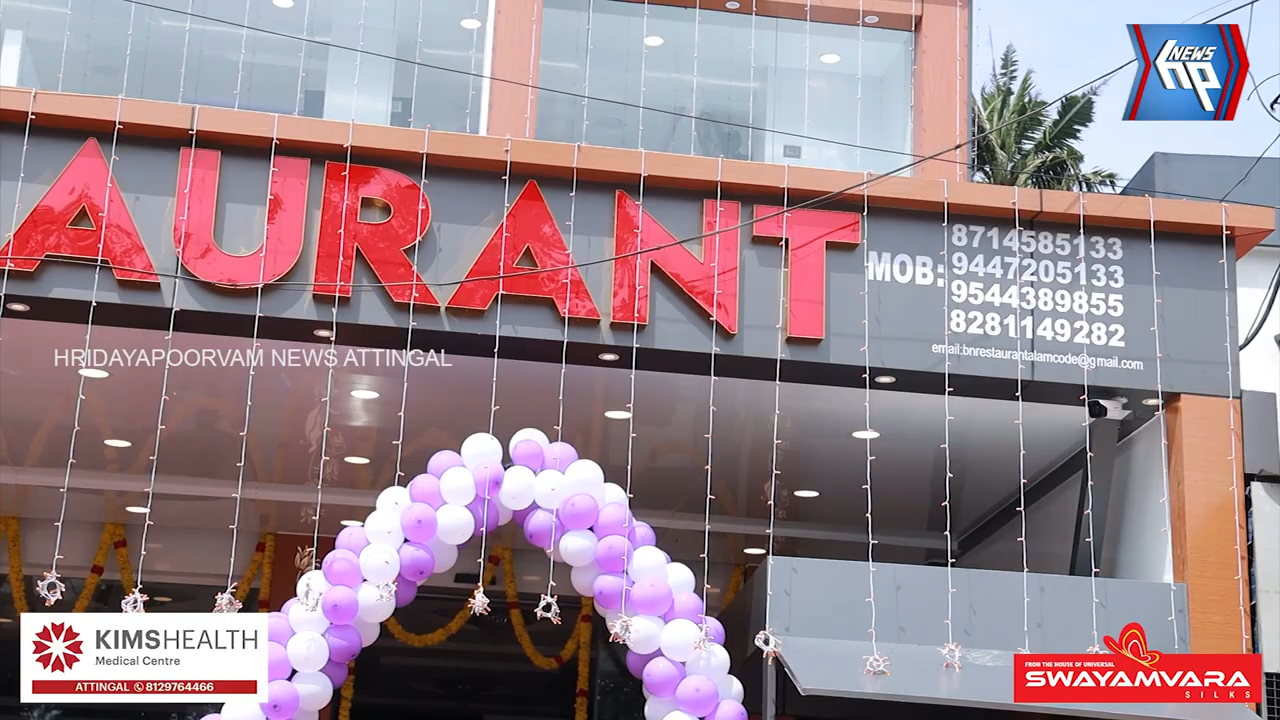 NEWS
hp
AURANT
8714585133
MOB: 9447205133
9544389855
8281149282
email:bnrestaurantalamcode@gmail.com
HRIDAYAPOORVAM NEWS ATTINGAL
KIMSHEALTH
Medical Centre
ATTINGAL 8129764466
FROM THE HOUSE OF UNIVERSAL
SWAYAMVARA
SILKS